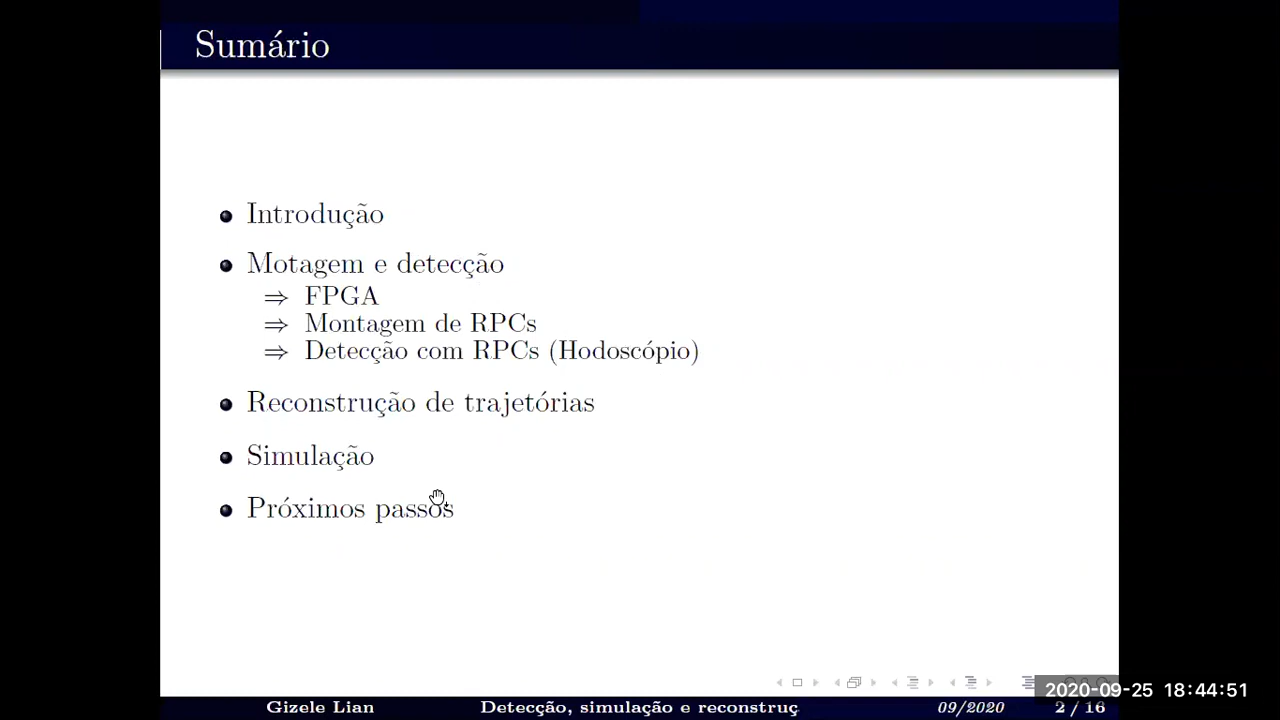 Sumário
Introdução
Motagem e detecção
⇒ FPGA
⇒ Montagem de RPCs
⇒ Detecção com RPCs (Hodoscópio)
Reconstrução de trajetórias
Simulação
Próximos passos
2020-09-25 18:44:51
Gizele Lian Detecção, simulação e reconstruç 09/2020 2 / 16